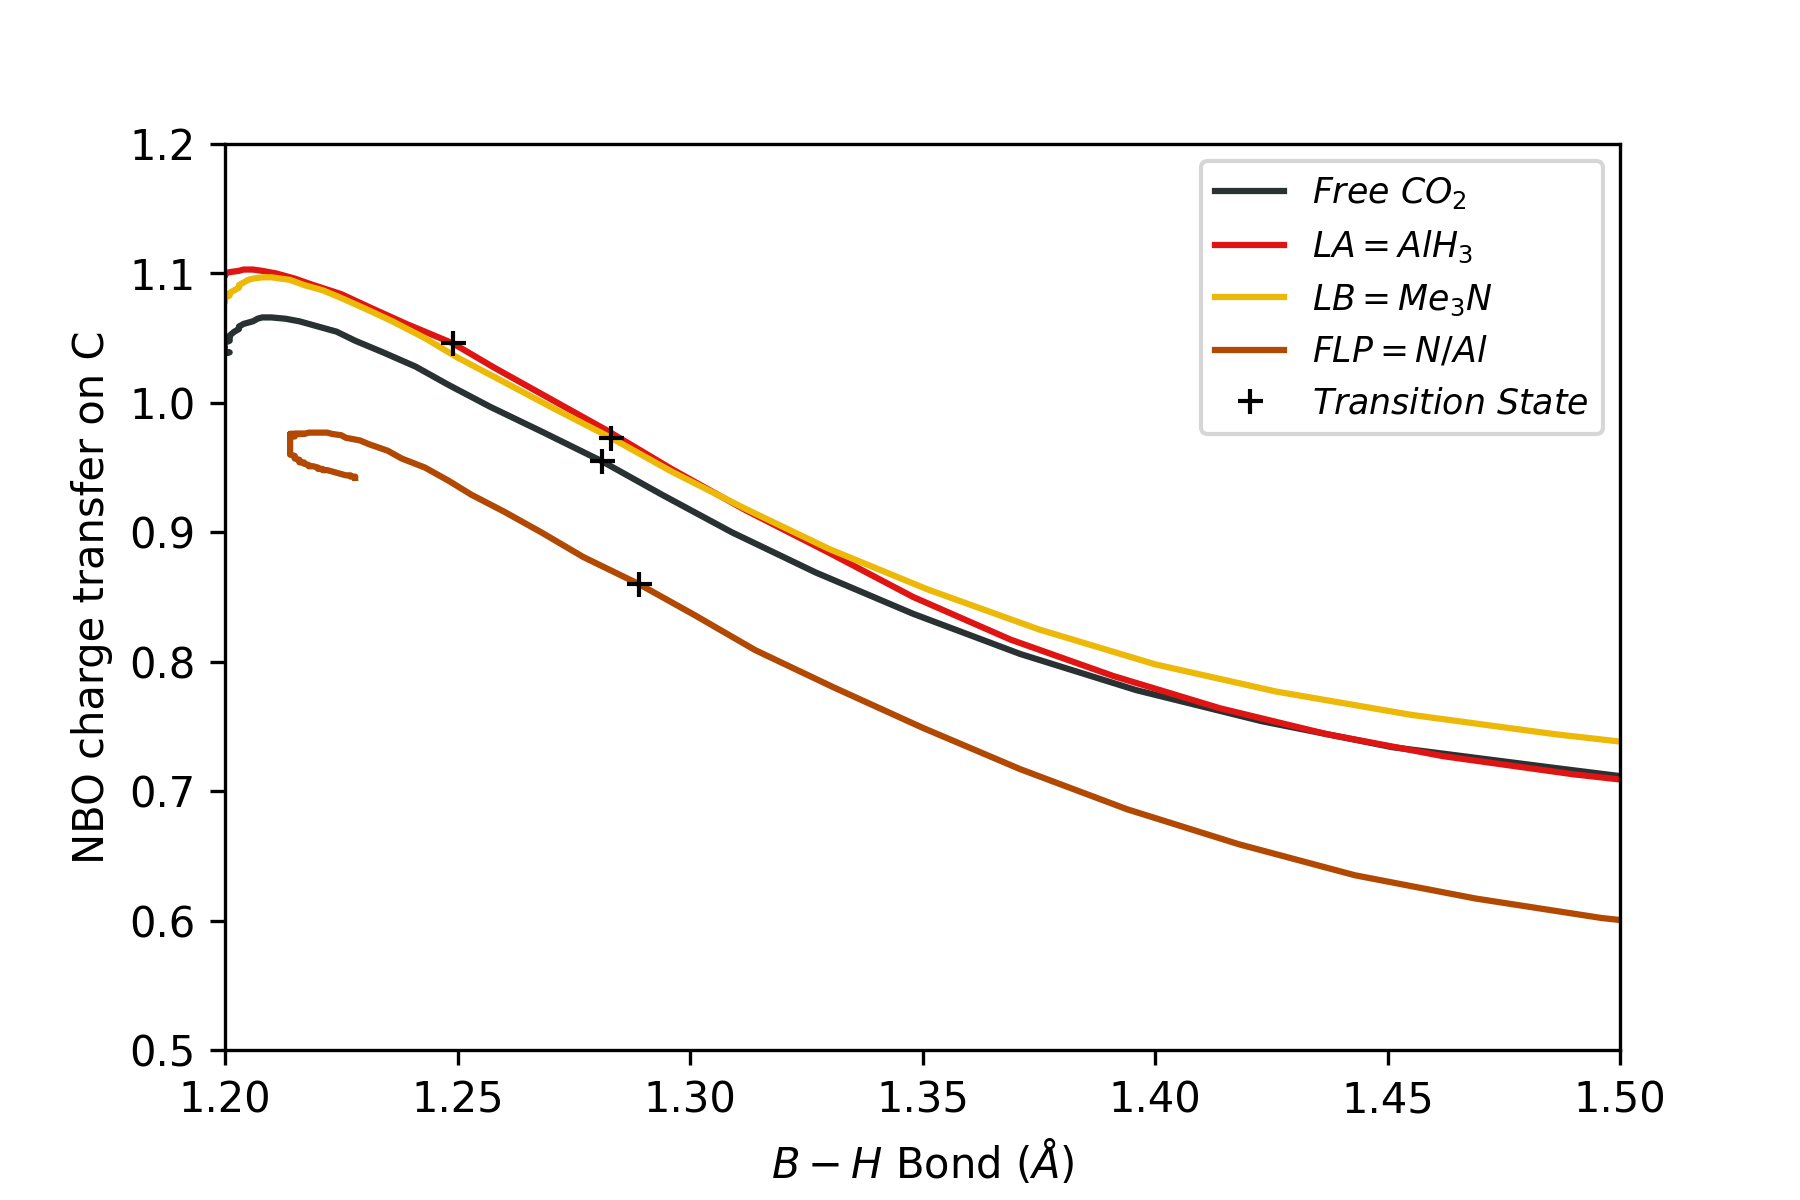 NBO charge transfer on C
1.2
1.1
1.0
0.9
0.8
0.7
0.6
0.5
Free CO₂
LA = AlH₃
LB = Me₃N
FLP = N/Al
Transition State
1.20 1.25 1.30 1.35 1.40 1.45 1.50
B − H Bond (Å)